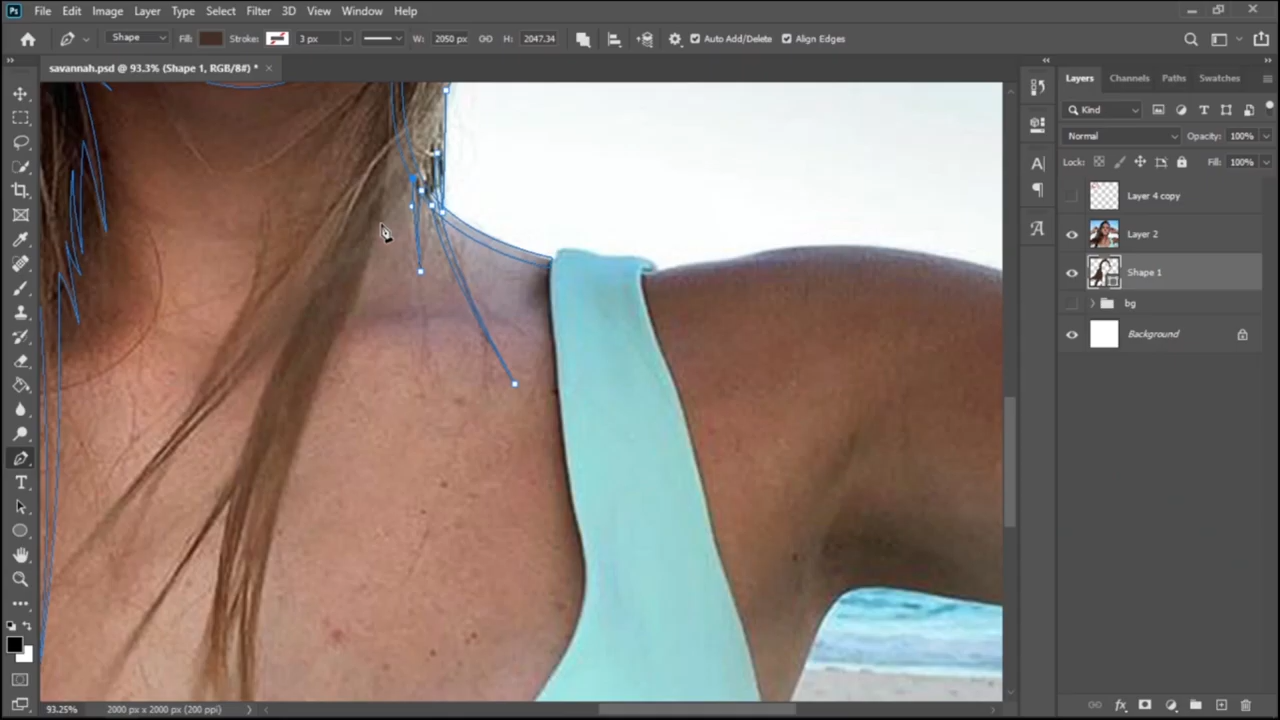 Ps File Edit Image Layer Type Select Filter 3D View Window Help
Shape Fill: Stroke: 3 px W: 2050 px H: 2047.34 Auto Add/Delete Align Edges
savannah.psd @ 93.3% (Shape 1, RGB/8#) * ×
Layers Channels Paths Swatches
Kind
Normal Opacity: 100%
Lock: Fill: 100%
Layer 4 copy
Layer 2
Shape 1
bg
Background
93.25% 2000 px x 2000 px (200 ppi)